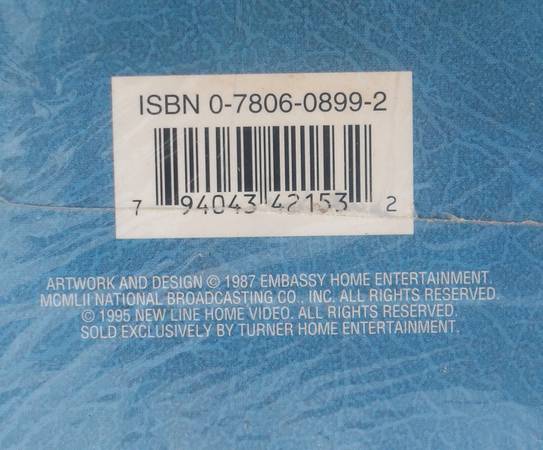 ISBN 0-7806-0899-2
7 94043 42153 2
ARTWORK AND DESIGN © 1987 EMBASSY HOME ENTERTAINMENT.
MCMLII NATIONAL BROADCASTING CO., INC. ALL RIGHTS RESERVED.
© 1995 NEW LINE HOME VIDEO. ALL RIGHTS RESERVED.
SOLD EXCLUSIVELY BY TURNER HOME ENTERTAINMENT.